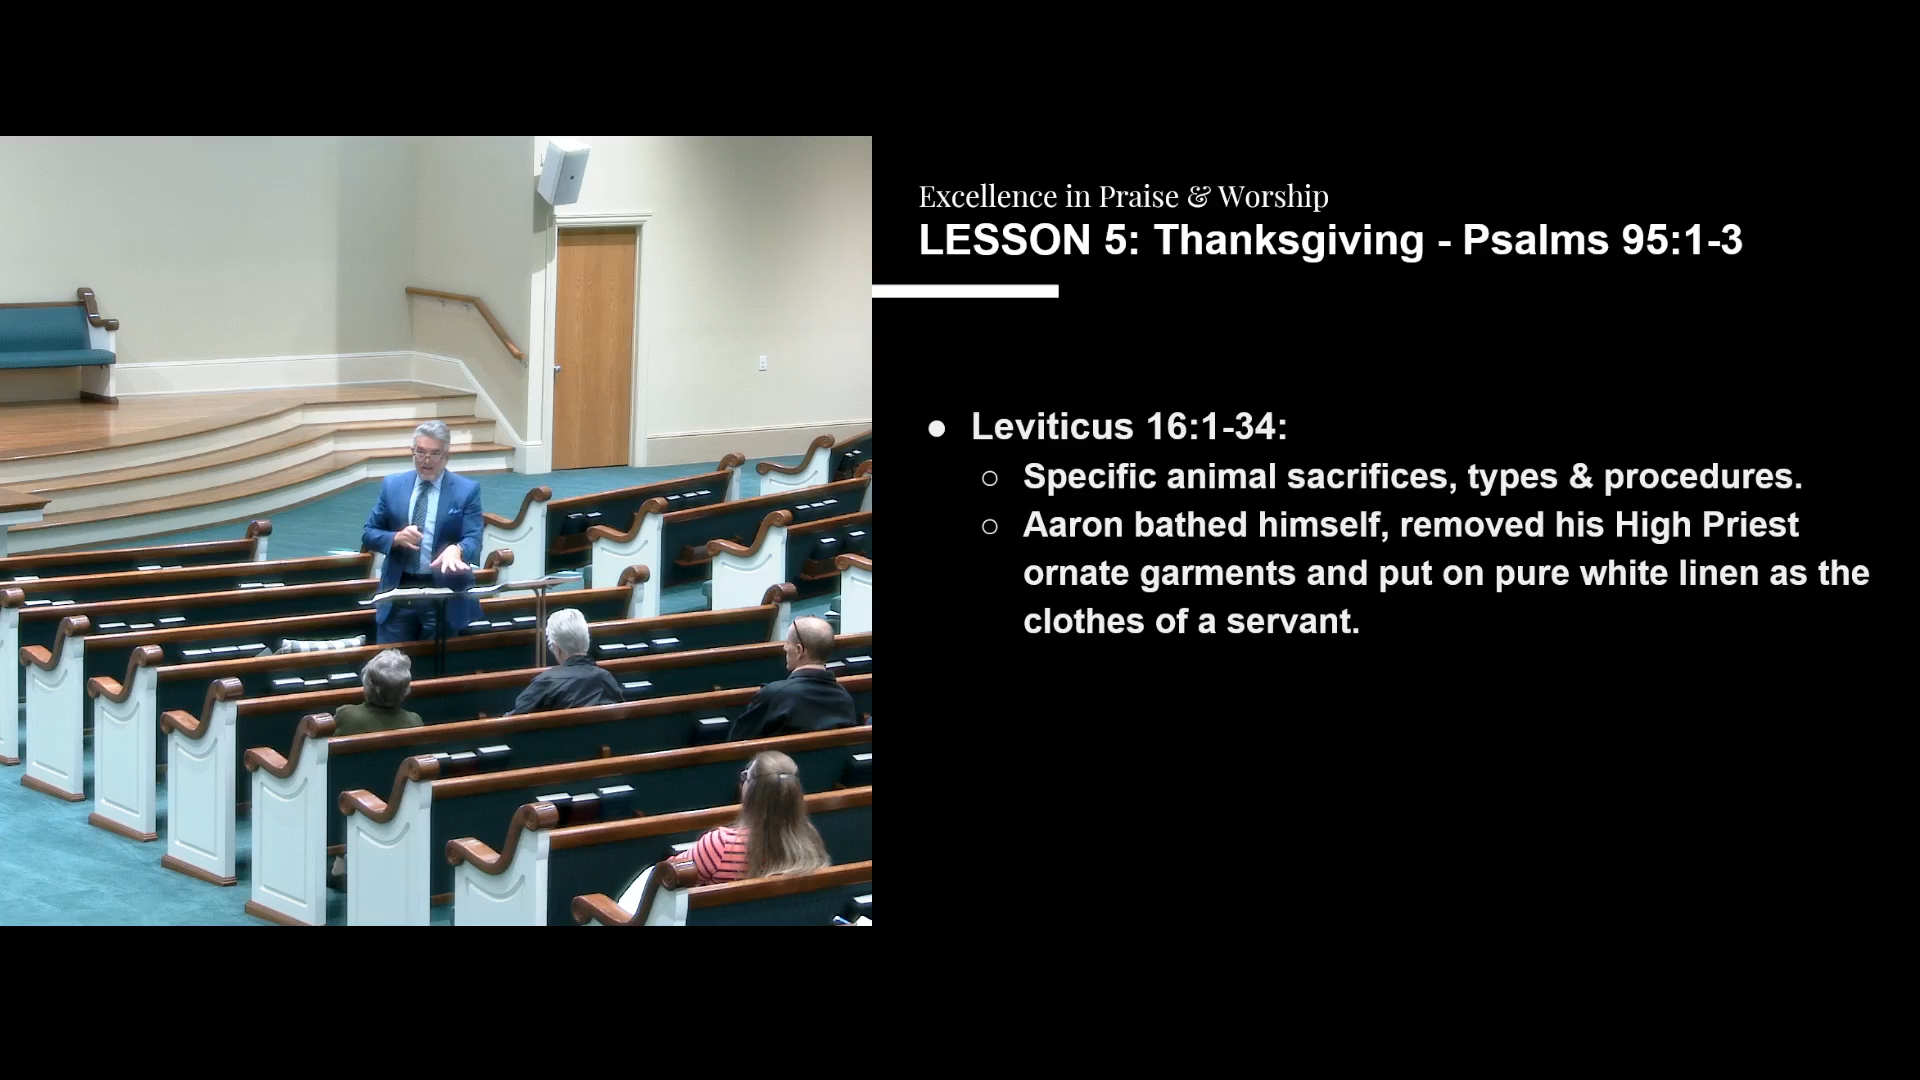 Excellence in Praise & Worship
LESSON 5: Thanksgiving - Psalms 95:1-3
● Leviticus 16:1-34:
○ Specific animal sacrifices, types & procedures.
○ Aaron bathed himself, removed his High Priest
ornate garments and put on pure white linen as the
clothes of a servant.